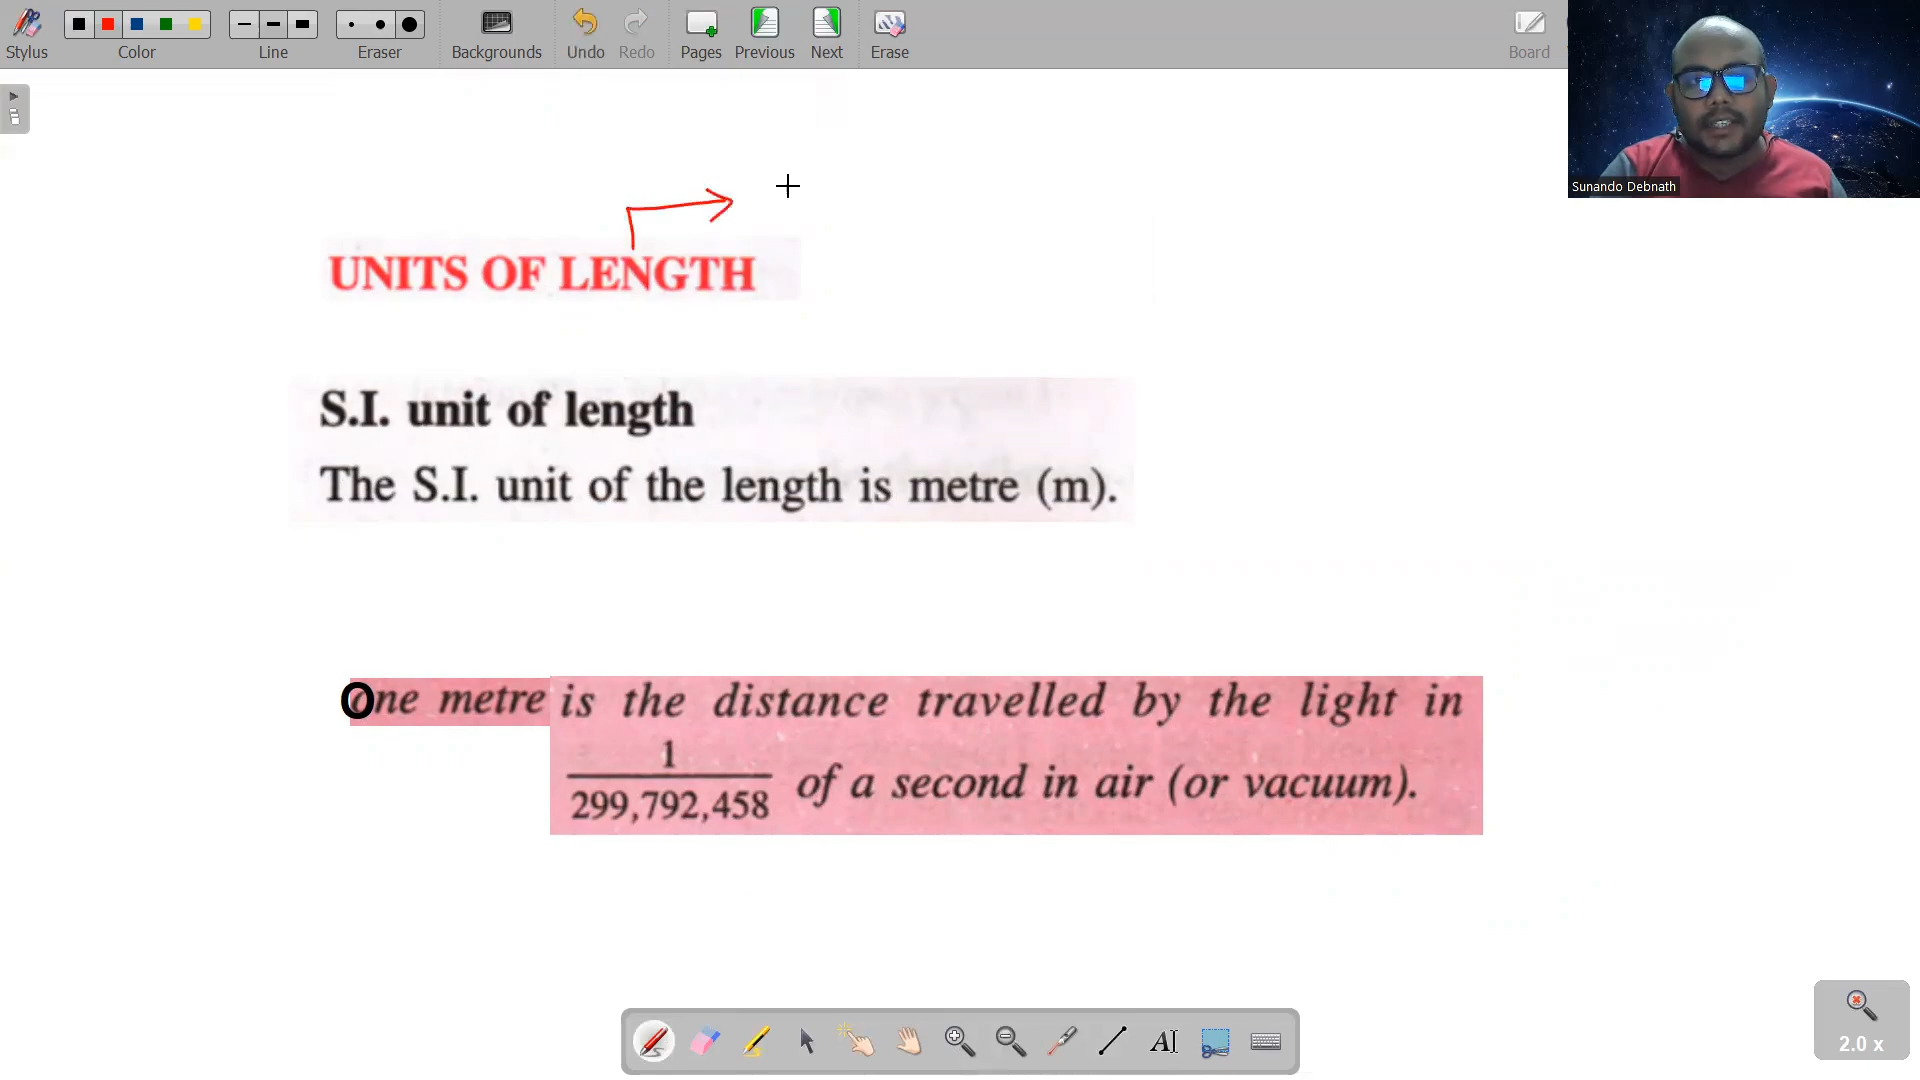 Stylus
Color
Line
Eraser
Backgrounds
Undo
Redo
Pages
Previous
Next
Erase
Board
Sunando Debnath
UNITS OF LENGTH
S.I. unit of length
The S.I. unit of the length is metre (m).
One metre is the distance travelled by the light in
1
299,792,458 of a second in air (or vacuum).
2.0 x